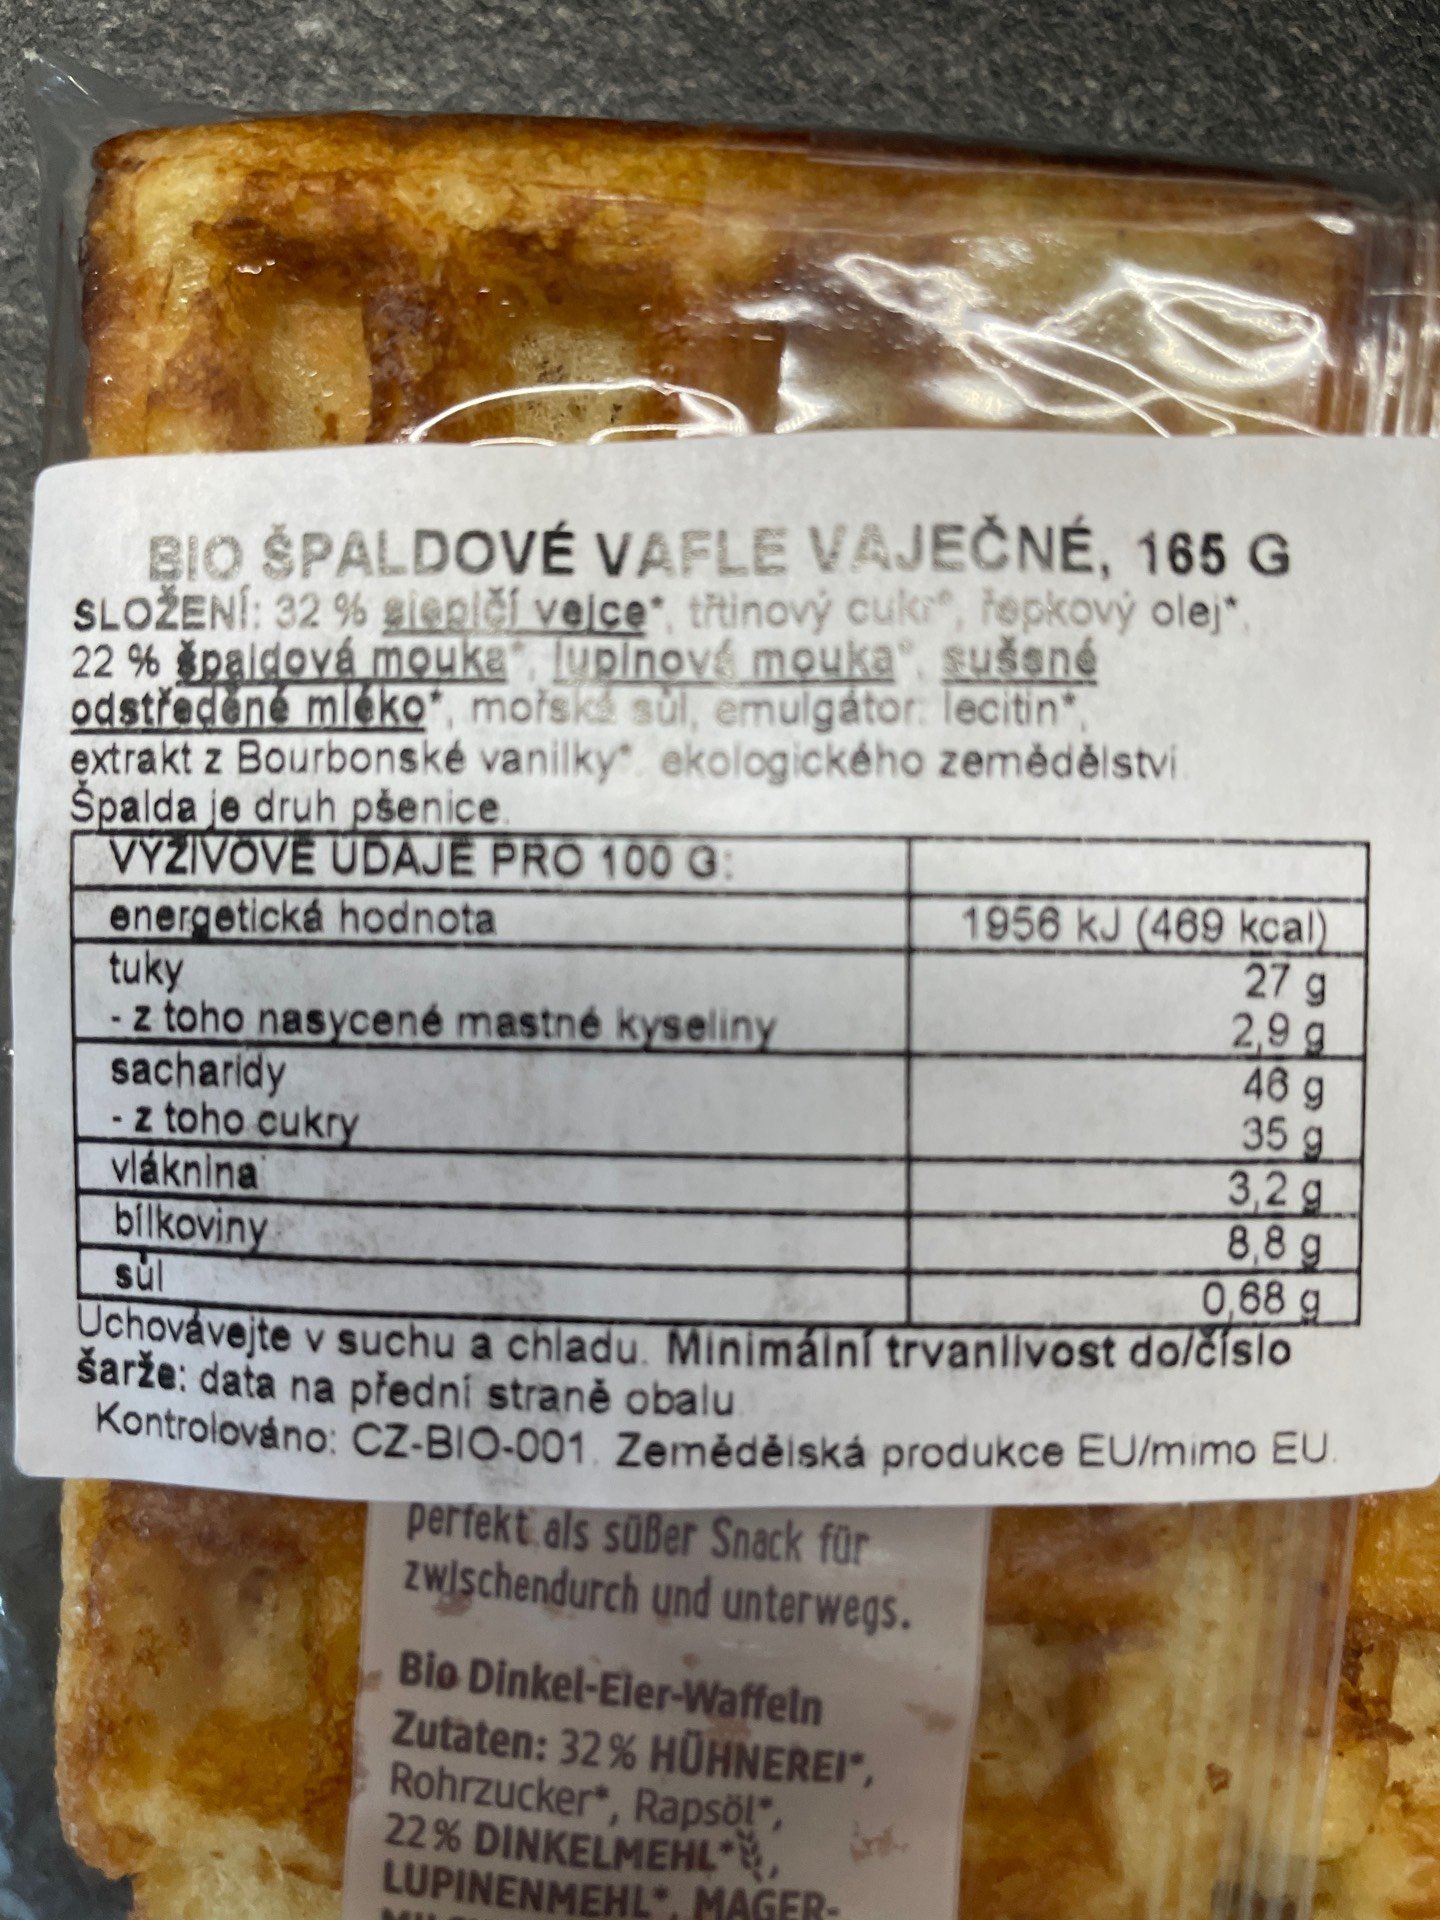 BIO ŠPALDOVÉ VAFLE VAJEČNÉ, 165 G
SLOŽENÍ: 32 % slepičí vejce*, třtinový cukr*, řepkový olej*,
22 % špaldová mouka*, lupinová mouka*, sušené
odstředěné mléko*, mořská sůl, emulgátor: lecitin*,
extrakt z Bourbonské vanilky*. ekologického zemědělství.
Špalda je druh pšenice.
VÝŽIVOVÉ ÚDAJE PRO 100 G:
energetická hodnota 1956 kJ (469 kcal)
tuky 27 g
- z toho nasycené mastné kyseliny 2,9 g
sacharidy 46 g
- z toho cukry 35 g
vláknina 3,2 g
bílkoviny 8,8 g
sůl 0,68 g
Uchovávejte v suchu a chladu. Minimální trvanlivost do/číslo
šarže: data na přední straně obalu.
Kontrolováno: CZ-BIO-001. Zemědělská produkce EU/mimo EU.
perfekt als süßer Snack für
zwischendurch und unterwegs.
Bio Dinkel-Eier-Waffeln
Zutaten: 32% HÜHNEREI*,
Rohrzucker*, Rapsöl*,
22% DINKELMEHL*,
LUPINENMEHL*, MAGER-